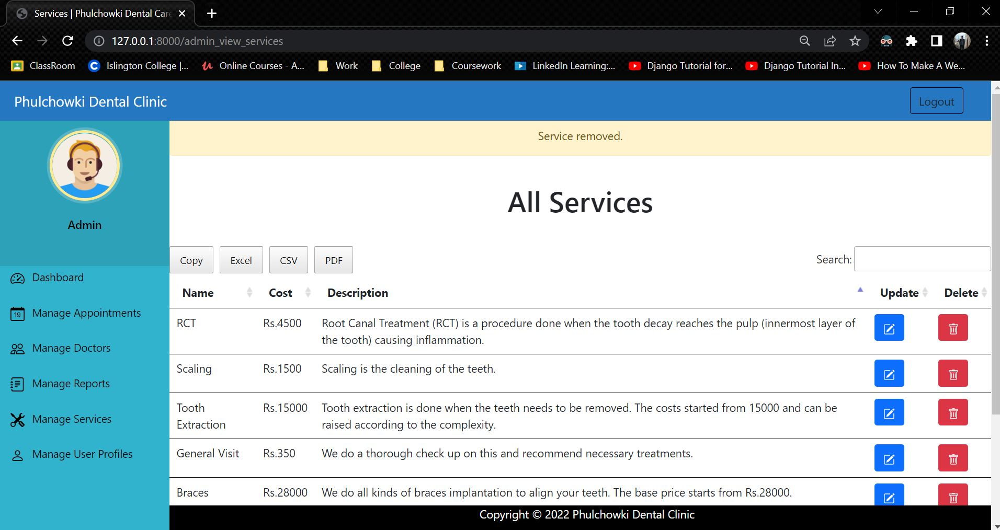 Services | Phulchowki Dental Care
127.0.0.1:8000/admin_view_services
ClassRoom
Islington College |...
Online Courses - A...
Work
College
Coursework
LinkedIn Learning:...
Django Tutorial for...
Django Tutorial In...
How To Make A We...
Phulchowki Dental Clinic
Logout
Service removed.
Admin
All Services
Copy Excel CSV PDF
Search:
Dashboard
19
Manage Appointments
Manage Doctors
Manage Reports
Manage Services
Manage User Profiles
Name Cost Description Update Delete
RCT Rs.4500 Root Canal Treatment (RCT) is a procedure done when the tooth decay reaches the pulp (innermost layer of
the tooth) causing inflammation.
Scaling Rs.1500 Scaling is the cleaning of the teeth.
Tooth Rs.15000 Tooth extraction is done when the teeth needs to be removed. The costs started from 15000 and can be
Extraction raised according to the complexity.
General Visit Rs.350 We do a thorough check up on this and recommend necessary treatments.
Braces Rs.28000 We do all kinds of braces implantation to align your teeth. The base price starts from Rs.28000.
Copyright © 2022 Phulchowki Dental Clinic